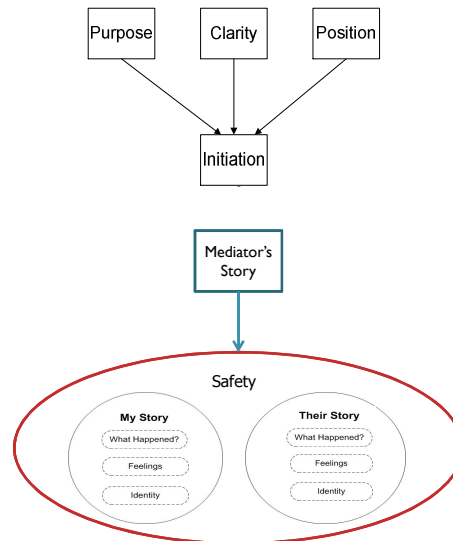 Purpose
Clarity
Position
Initiation
Mediator's
Story
Safety
My Story
What Happened?
Feelings
Identity
Their Story
What Happened?
Feelings
Identity